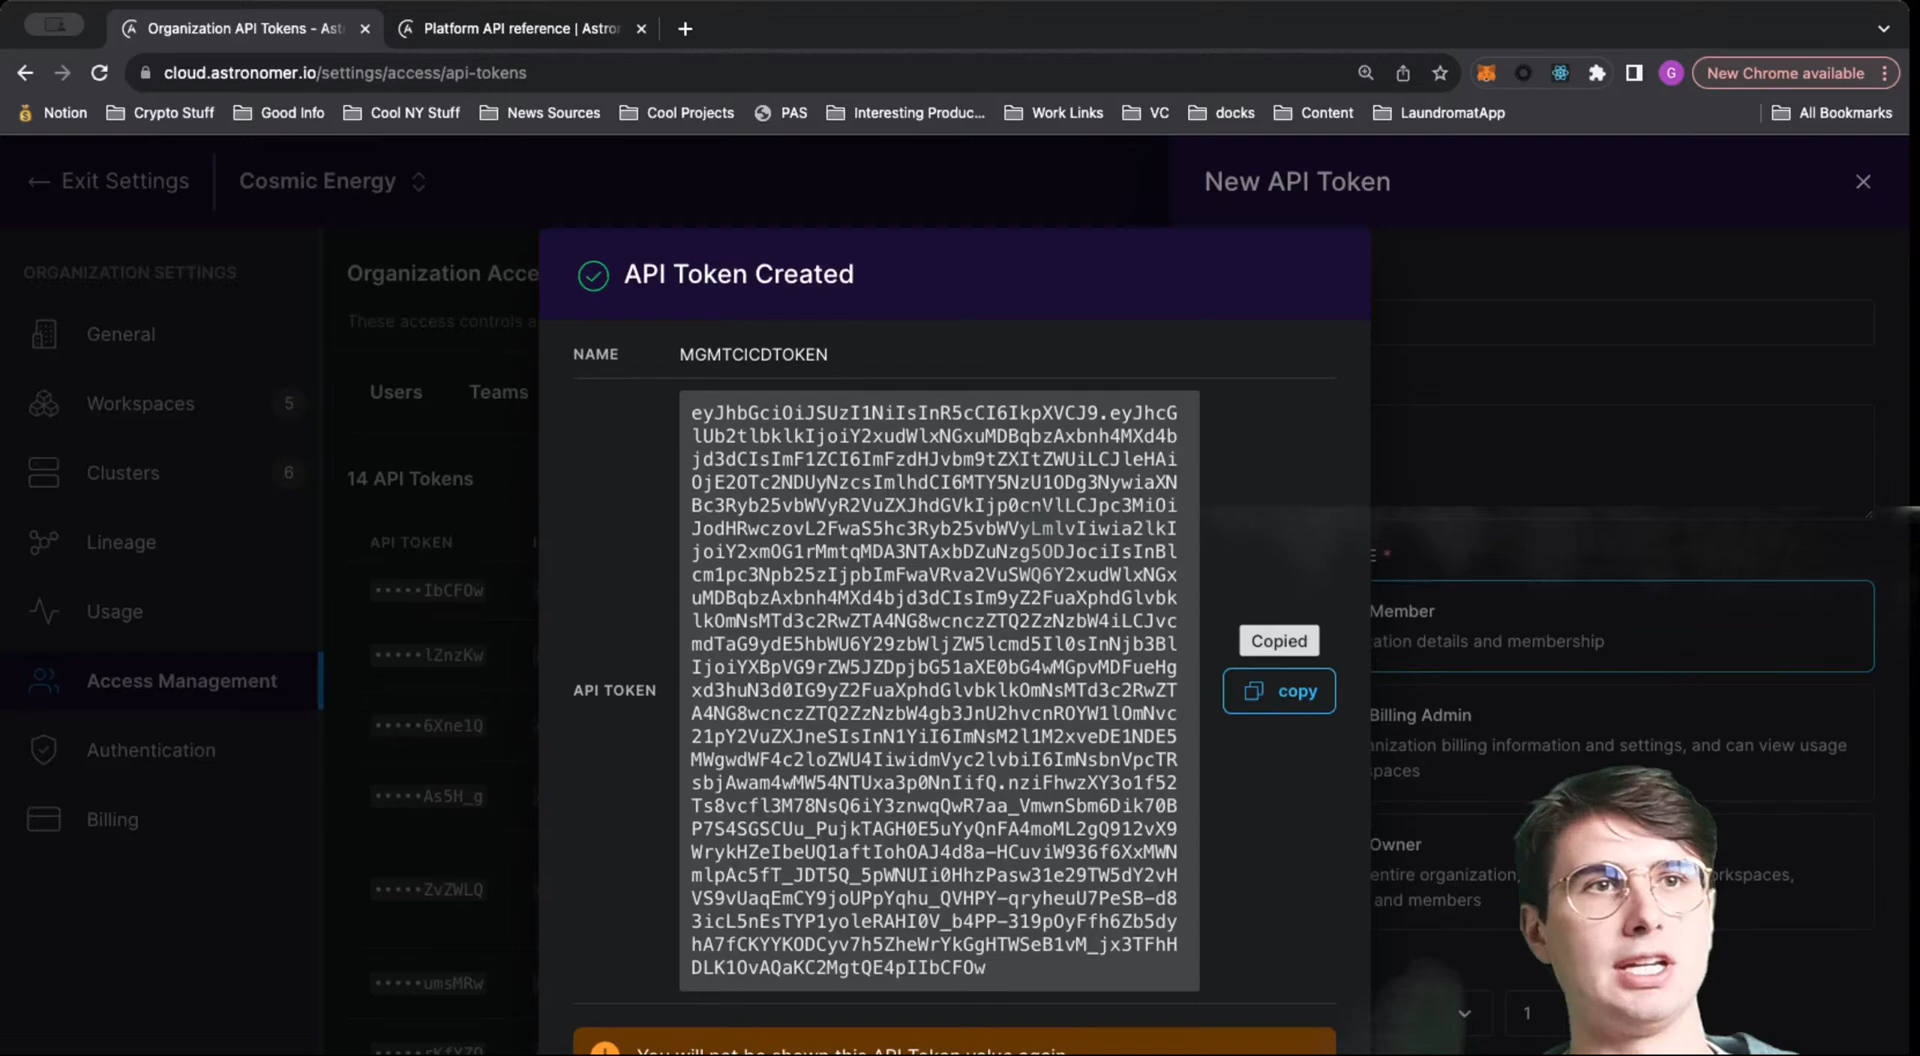 Organization API Tokens - Ast
Platform API reference | Astro
cloud.astronomer.io/settings/access/api-tokens
G
New Chrome available
Notion
Crypto Stuff
Good Info
Cool NY Stuff
News Sources
Cool Projects
PAS
Interesting Produc...
Work Links
VC
docks
Content
LaundromatApp
All Bookmarks
← Exit Settings
Cosmic Energy
New API Token
ORGANIZATION SETTINGS
General
Workspaces 5
Clusters 6
Lineage
Usage
Access Management
Authentication
Billing
Organization Acce
These access controls a
Users Teams
14 API Tokens
API TOKEN
•••••IbCFOw
•••••lZnzKw
•••••6Xne1Q
•••••As5H_g
•••••ZvZWLQ
•••••umsMRw
API Token Created
NAME MGMTCICDTOKEN
API TOKEN
eyJhbGciOiJSUzI1NiIsInR5cCI6IkpXVCJ9.eyJhcG
lUb2tlbklkIjoiY2xudWlxNGxuMDBqbzAxbnh4MXd4b
jd3dCIsImF1ZCI6ImFzdHJvbm9tZXItZWUiLCJleHAi
OjE2OTc2NDUyNzcsImlhdCI6MTY5NzU1ODg3NywiaXN
Bc3Ryb25vbWVyR2VuZXJhdGVkIjp0cnVlLCJpc3MiOi
JodHRwczovL2FwaS5hc3Ryb25vbWVyLmlvIiwia2lkI
joiY2xmOG1rMmtqMDA3NTAxbDZuNzg5ODJociIsInBl
cm1pc3Npb25zIjpbImFwaVRva2VuSWQ6Y2xudWlxNGx
uMDBqbzAxbnh4MXd4bjd3dCIsIm9yZ2FuaXphdGlvbk
lkOmNsMTd3c2RwZTA4NG8wcnczZTQ2ZzNzbW4iLCJvc
mdTaG9ydE5hbWU6Y29zbWljZW5lcmd5Il0sInNjb3Bl
IjoiYXBpVG9rZW5JZDpjbG51aXE0bG4wMGpvMDFueHg
xd3huN3d0IG9yZ2FuaXphdGlvbklkOmNsMTd3c2RwZT
A4NG8wcnczZTQ2ZzNzbW4gb3JnU2hvcnROYW1lOmNvc
21pY2VuZXJneSIsInN1YiI6ImNsM2l1M2xveDE1NDE5
MWgwdWF4c2loZWU4IiwidmVyc2lvbiI6ImNsbnVpcTR
sbjAwam4wMW54NTUxa3p0NnIifQ.nziFhwzXY3o1f52
Ts8vcfl3M78NsQ6iY3znwqQwR7aa_VmwnSbm6Dik70B
P7S4SGSCUu_PujkTAGH0E5uYyQnFA4moML2gQ912vX9
WrykHZeIbeUQ1aftIohOAJ4d8a-HCuviW936f6XxMWN
mlpAc5fT_JDT5Q_5pWNUIi0HhzPasw31e29TW5dY2vH
VS9vUaqEmCY9joUPpYqhu_QVHPY-qryheuU7PeSB-d8
3icL5nEsTYP1yoleRAHI0V_b4PP-319pOyFfh6Zb5dy
hA7fCKYYKODCyv7h5ZheWrYkGgHTWSeB1vM_jx3TFhH
DLK1OvAQaKC2MgtQE4pIIbCFOw
Copied
copy
You will not be shown this API Token value again
E *
Member
ation details and membership
Billing Admin
nization billing information and settings, and can view usage
spaces
Owner
entire organization, orkspaces,
and members
1